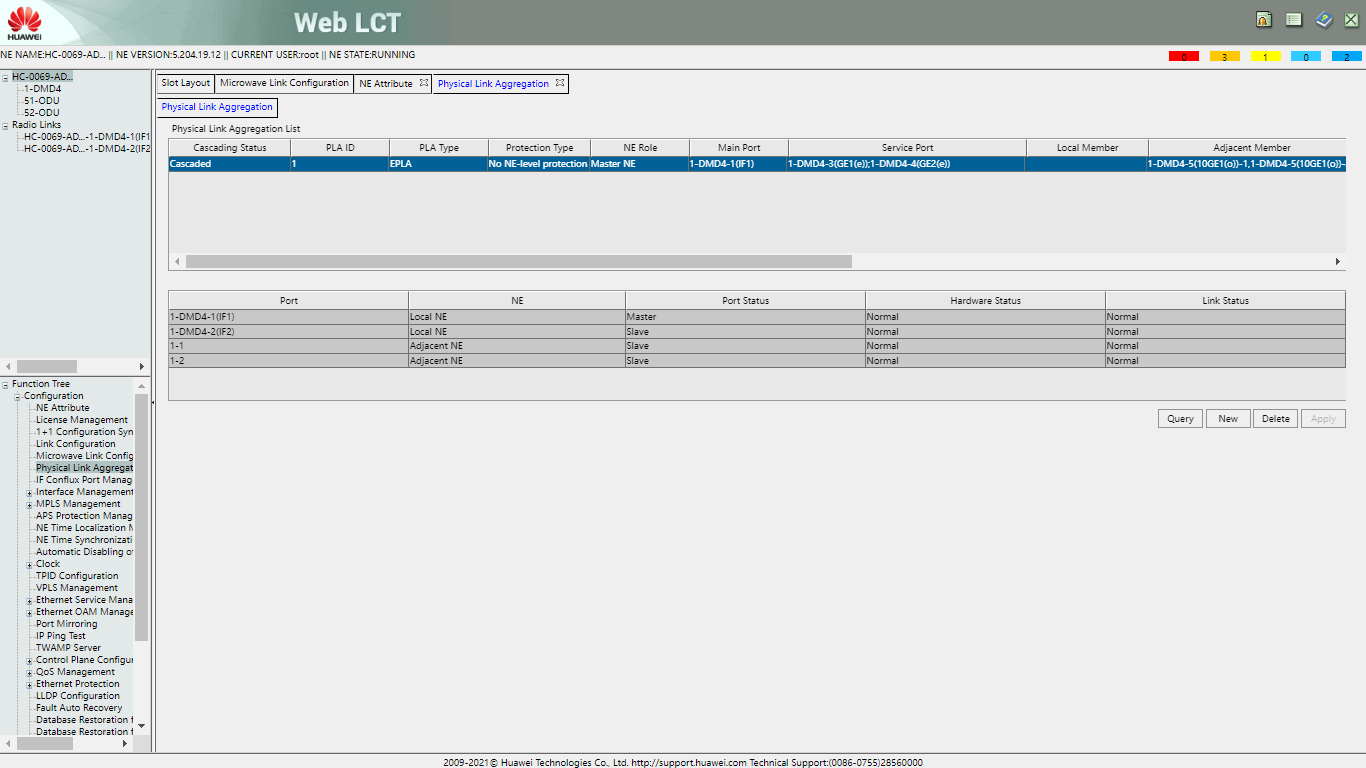 HUAWEI
Web LCT
NE NAME:HC-0069-AD... || NE VERSION:5.204.19.12 || CURRENT USER:root || NE STATE:RUNNING
0 3 1 0 2
HC-0069-AD...
1-DMD4
51-ODU
52-ODU
Radio Links
HC-0069-AD...-1-DMD4-1(IF1
HC-0069-AD...-1-DMD4-2(IF2
Slot Layout Microwave Link Configuration NE Attribute Physical Link Aggregation
Physical Link Aggregation
Physical Link Aggregation List
Cascading Status PLA ID PLA Type Protection Type NE Role Main Port Service Port Local Member Adjacent Member
Cascaded 1 EPLA No NE-level protection Master NE 1-DMD4-1(IF1) 1-DMD4-3(GE1(e));1-DMD4-4(GE2(e)) 1-DMD4-5(10GE1(o))-1,1-DMD4-5(10GE1(o))-
Port NE Port Status Hardware Status Link Status
1-DMD4-1(IF1) Local NE Master Normal Normal
1-DMD4-2(IF2) Local NE Slave Normal Normal
1-1 Adjacent NE Slave Normal Normal
1-2 Adjacent NE Slave Normal Normal
Query New Delete Apply
Function Tree
Configuration
NE Attribute
License Management
1+1 Configuration Syn
Link Configuration
Microwave Link Config
Physical Link Aggregat
IF Conflux Port Manag
Interface Management
MPLS Management
APS Protection Manag
NE Time Localization M
NE Time Synchronizati
Automatic Disabling of
Clock
TPID Configuration
VPLS Management
Ethernet Service Mana
Ethernet OAM Manage
Port Mirroring
IP Ping Test
TWAMP Server
Control Plane Configur
QoS Management
Ethernet Protection
LLDP Configuration
Fault Auto Recovery
Database Restoration f
Database Restoration f
2009-2021© Huawei Technologies Co., Ltd. http://support.huawei.com Technical Support:(0086-0755)28560000